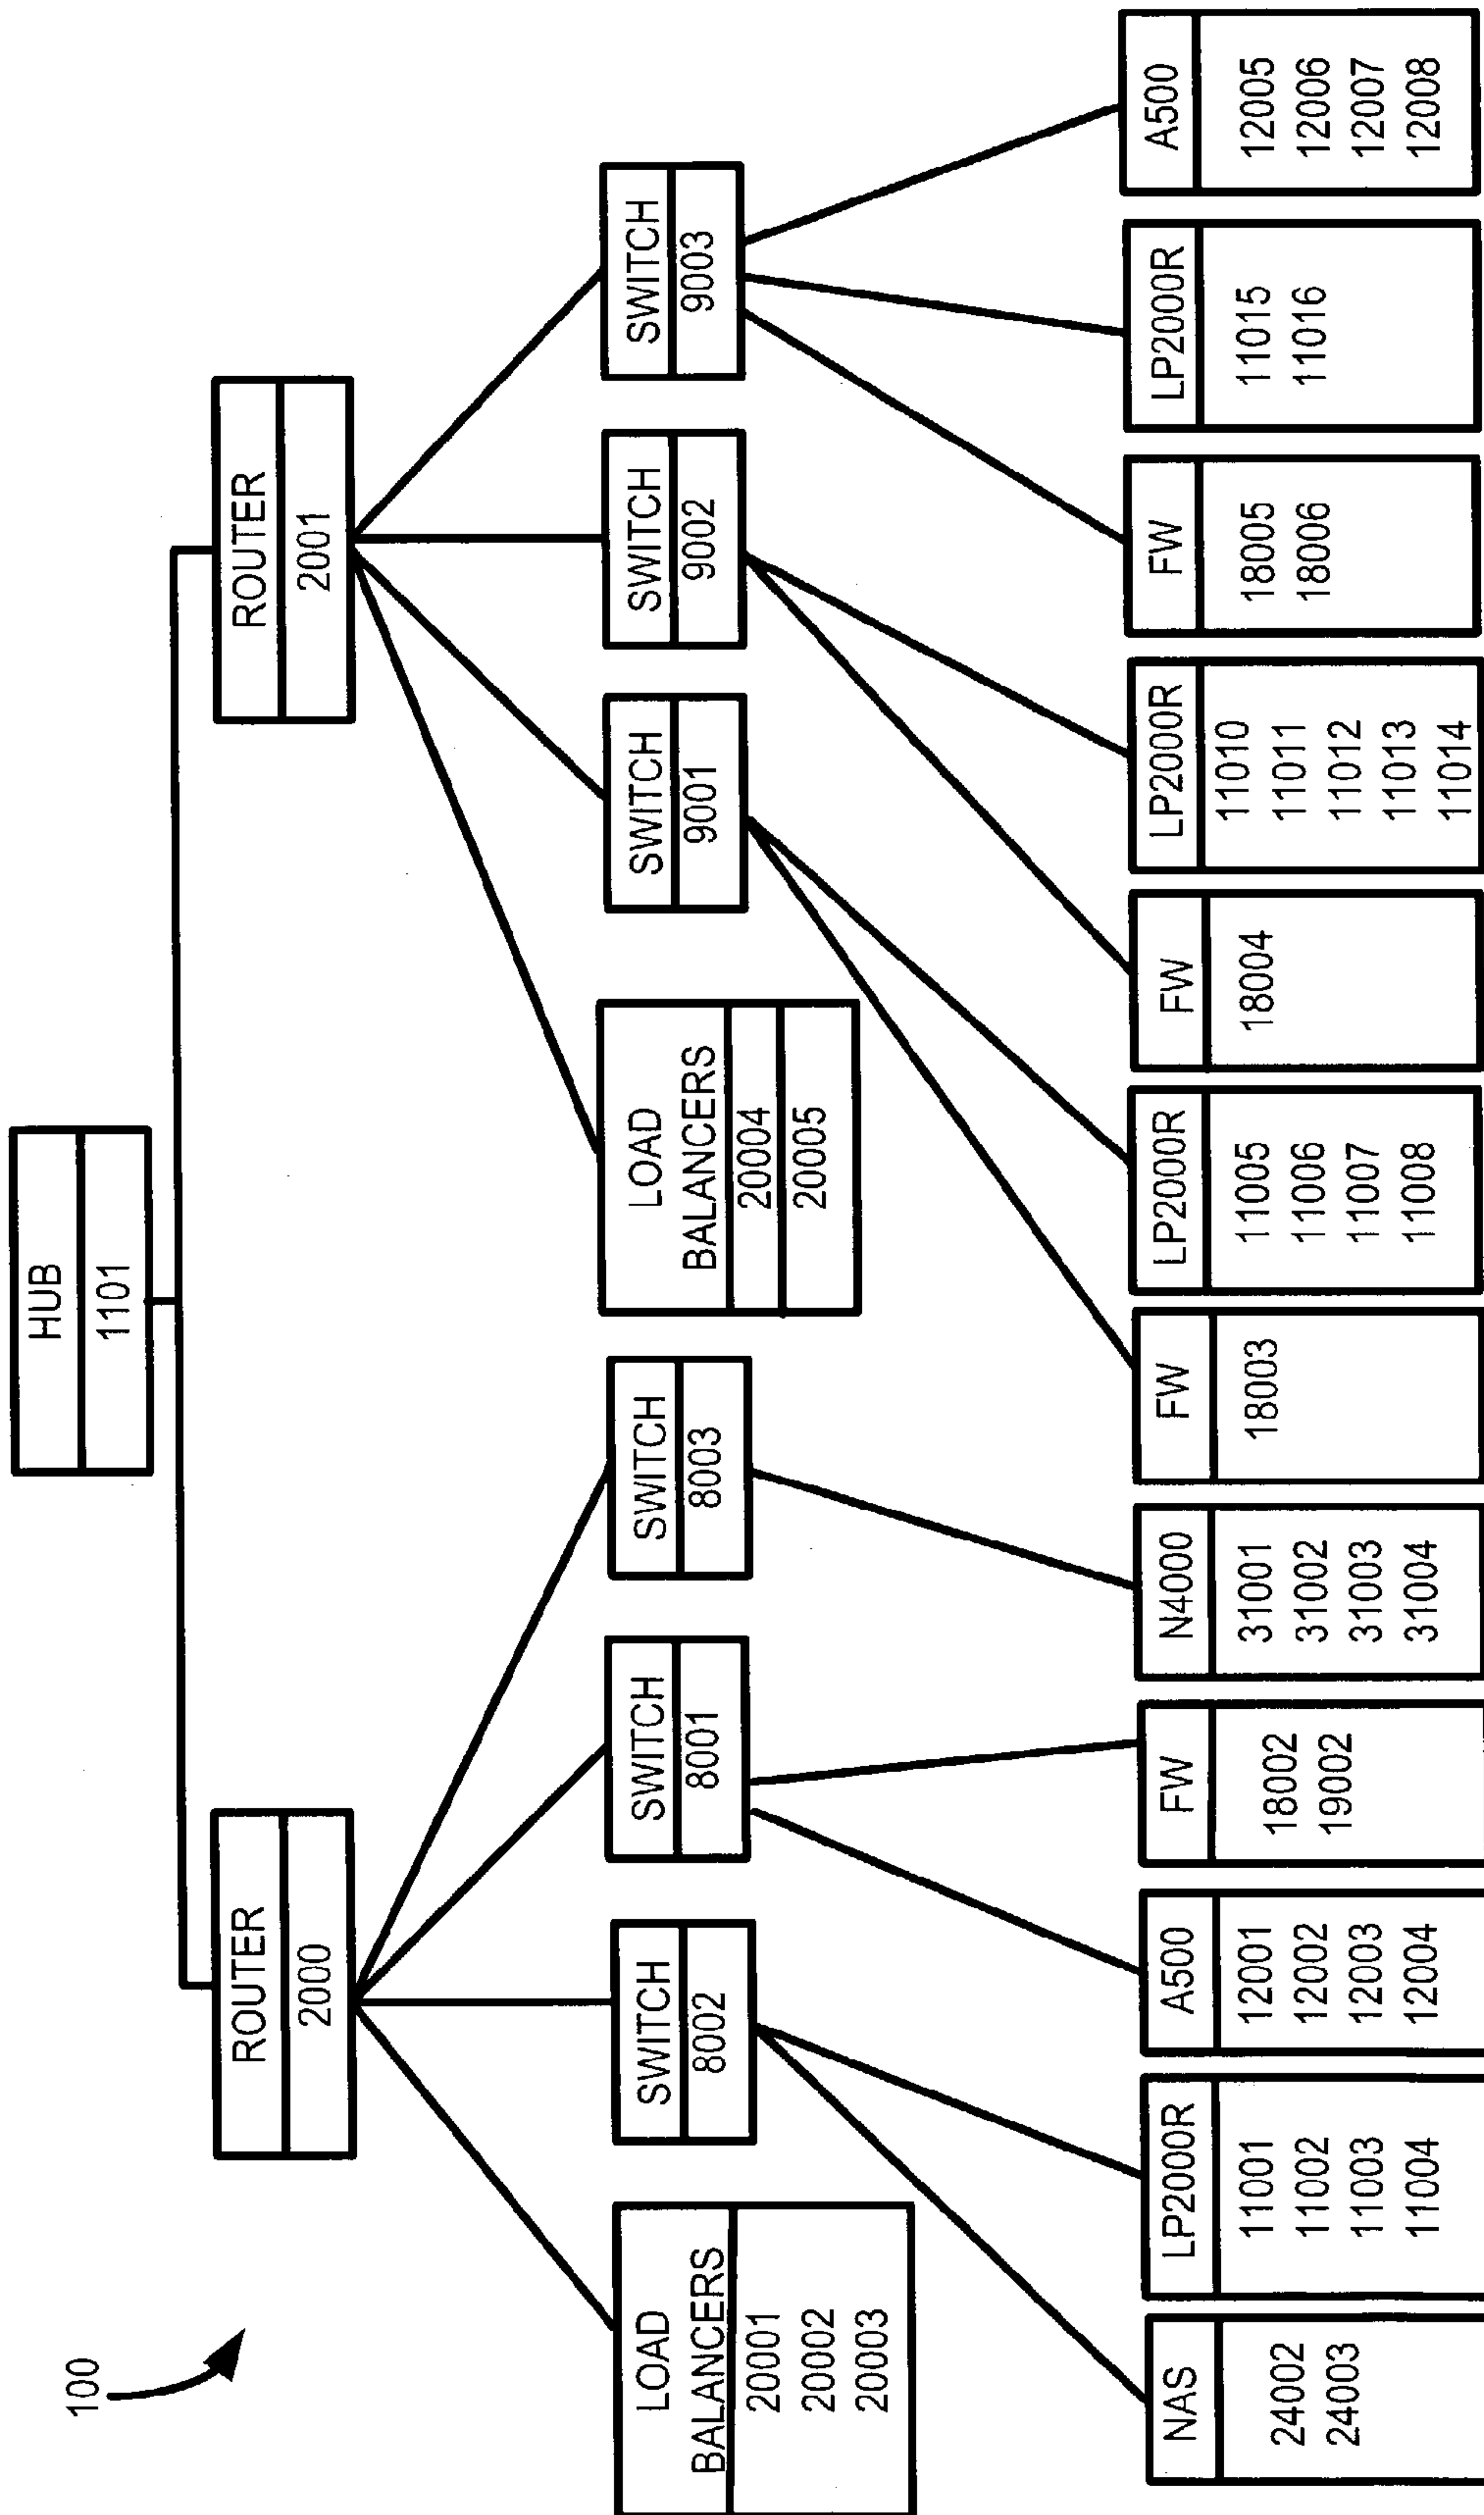 100
HUB
1101
ROUTER
2000
ROUTER
2001
LOAD
BALANCERS
20001
20002
20003
SWITCH
8002
SWITCH
8001
SWITCH
8003
LOAD
BALANCERS
20004
20005
SWITCH
9001
SWITCH
9002
SWITCH
9003
NAS
24002
24003
LP2000R
11001
11002
11003
11004
A500
12001
12002
12003
12004
FW
18002
19002
N4000
31001
31002
31003
31004
FW
18003
LP2000R
11005
11006
11007
11008
FW
18004
LP2000R
11010
11011
11012
11013
11014
FW
18005
18006
LP2000R
11015
11016
A500
12005
12006
12007
12008